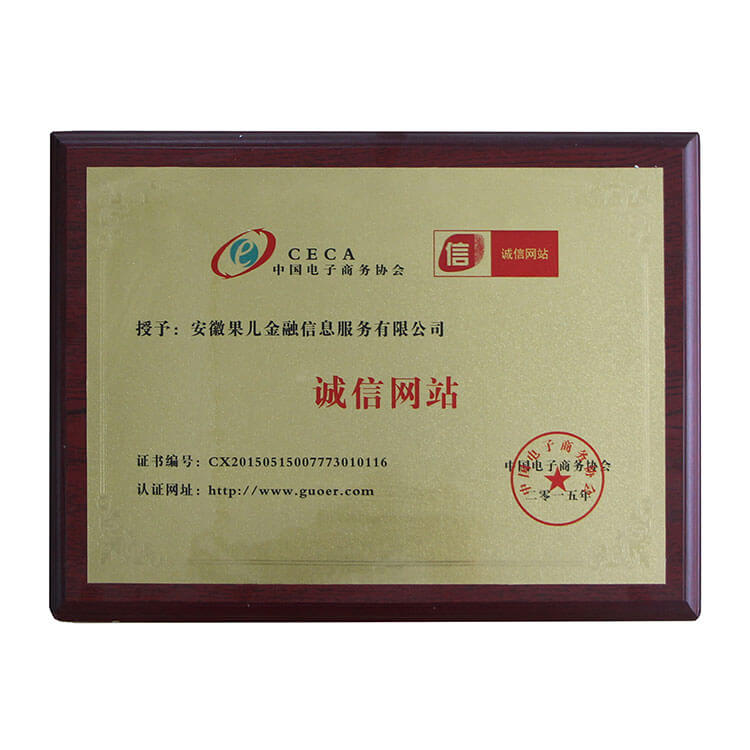 e CECA
中国电子商务协会
信 诚信网站
授予：安徽果儿金融信息服务有限公司
诚信网站
证书编号：CX20150515007773010116
认证网址：http://www.guoer.com
中国电子商务协会
二零一五年
中国电子商务协会